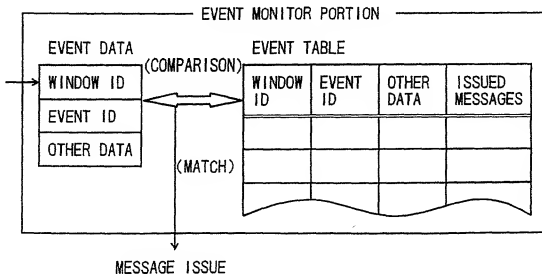 EVENT MONITOR PORTION
EVENT DATA
(COMPARISON)
EVENT TABLE
WINDOW ID
EVENT ID
OTHER DATA
WINDOW ID
EVENT ID
OTHER DATA
ISSUED MESSAGES
(MATCH)
MESSAGE ISSUE